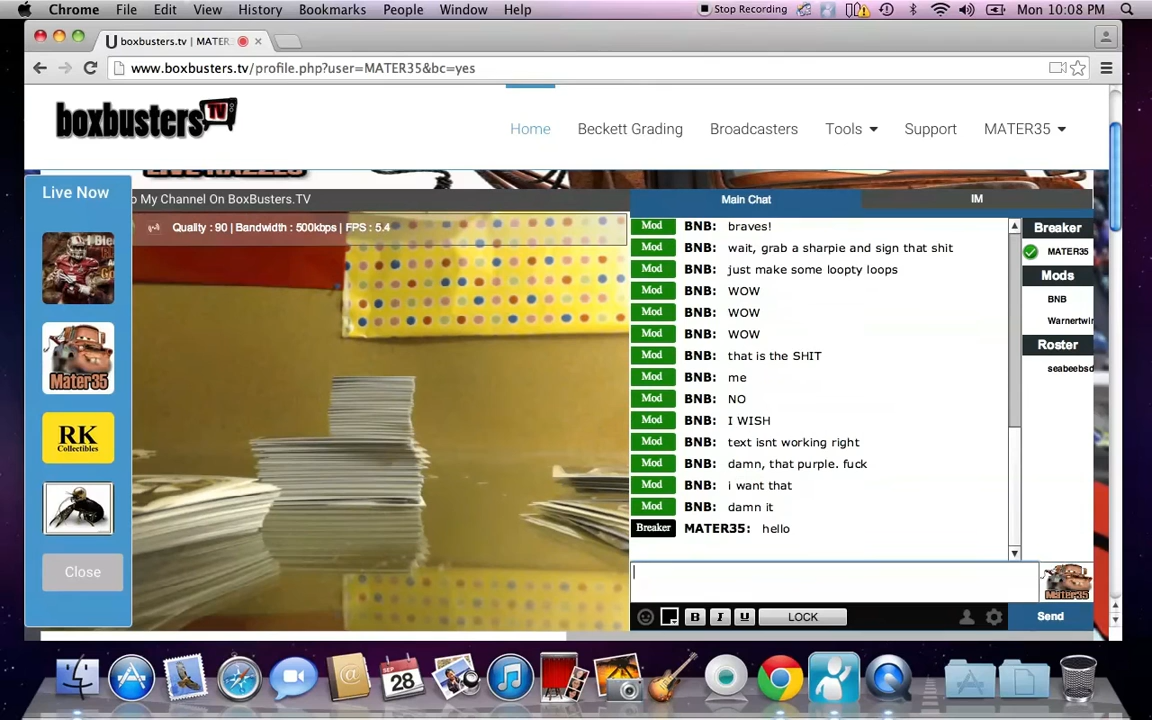 Chrome File Edit View History Bookmarks People Window Help Stop Recording Mon 10:08 PM
boxbusters.tv | MATER
www.boxbusters.tv/profile.php?user=MATER35&bc=yes
boxbusters TV
Home Beckett Grading Broadcasters Tools Support MATER35
LIVE RAZZES
Live Now
o My Channel On BoxBusters.TV
Main Chat IM
Quality : 90 | Bandwidth : 500kbps | FPS : 5.4
Mod BNB: braves!
Mod BNB: wait, grab a sharpie and sign that shit
Mod BNB: just make some loopty loops
Mod BNB: WOW
Mod BNB: WOW
Mod BNB: WOW
Mod BNB: that is the SHIT
Mod BNB: me
Mod BNB: NO
Mod BNB: I WISH
Mod BNB: text isnt working right
Mod BNB: damn, that purple. fuck
Mod BNB: i want that
Mod BNB: damn it
Breaker MATER35: hello
Breaker
MATER35
Mods
BNB
Warnertwin
Roster
seabeebsd
Mater35
RK
Collectibles
Close
Mater35
B I U LOCK Send
SEP
28